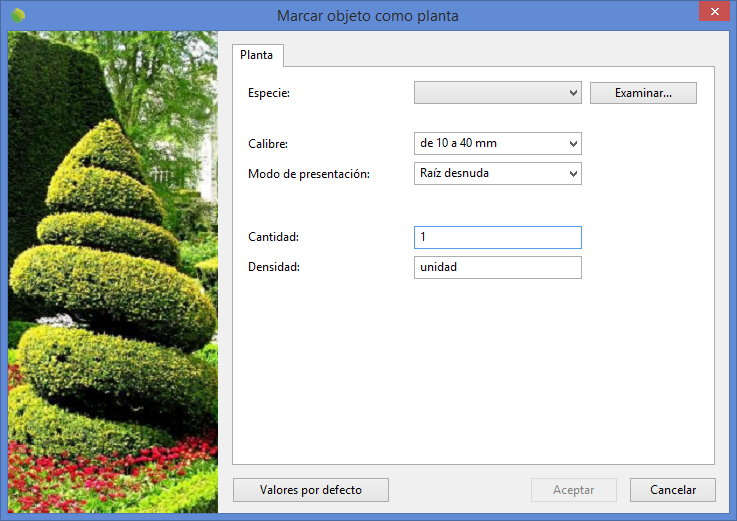 Marcar objeto como planta
Planta
Especie:
Examinar...
Calibre: de 10 a 40 mm
Modo de presentación: Raíz desnuda
Cantidad: 1
Densidad: unidad
Valores por defecto
Aceptar
Cancelar